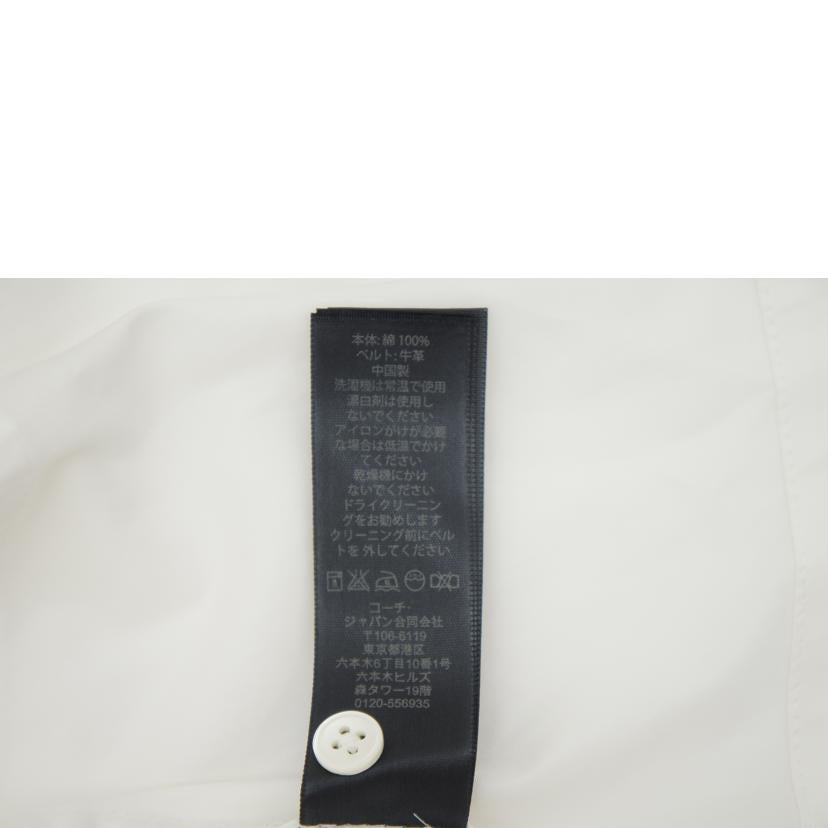 本体: 綿 100%
ベルト: 牛革
中国製
洗濯機は常温で使用
漂白剤は使用し
ないでください
アイロンがけが必要
な場合は低温でかけ
てください
乾燥機にかけ
ないでください
ドライクリーニン
グをお勧めします
クリーニング前にベル
トを 外してください
コーチ・
ジャパン合同会社
〒106-6119
東京都港区
六本木6丁目10番1号
六本木ヒルズ
森タワー19階
0120-556935